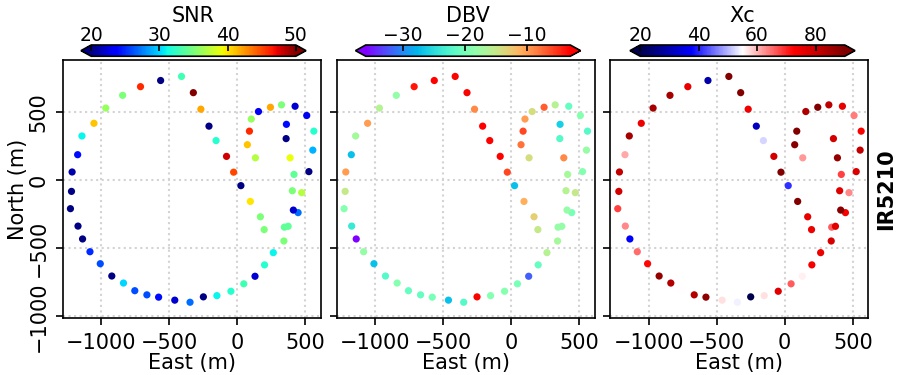 SNR DBV Xc
20 30 40 50 −30 −20 −10 20 40 60 80
500
0
−500
−1000
North (m)
−1000 −500 0 500 −1000 −500 0 500 −1000 −500 0 500
East (m) East (m) East (m)
IR5210